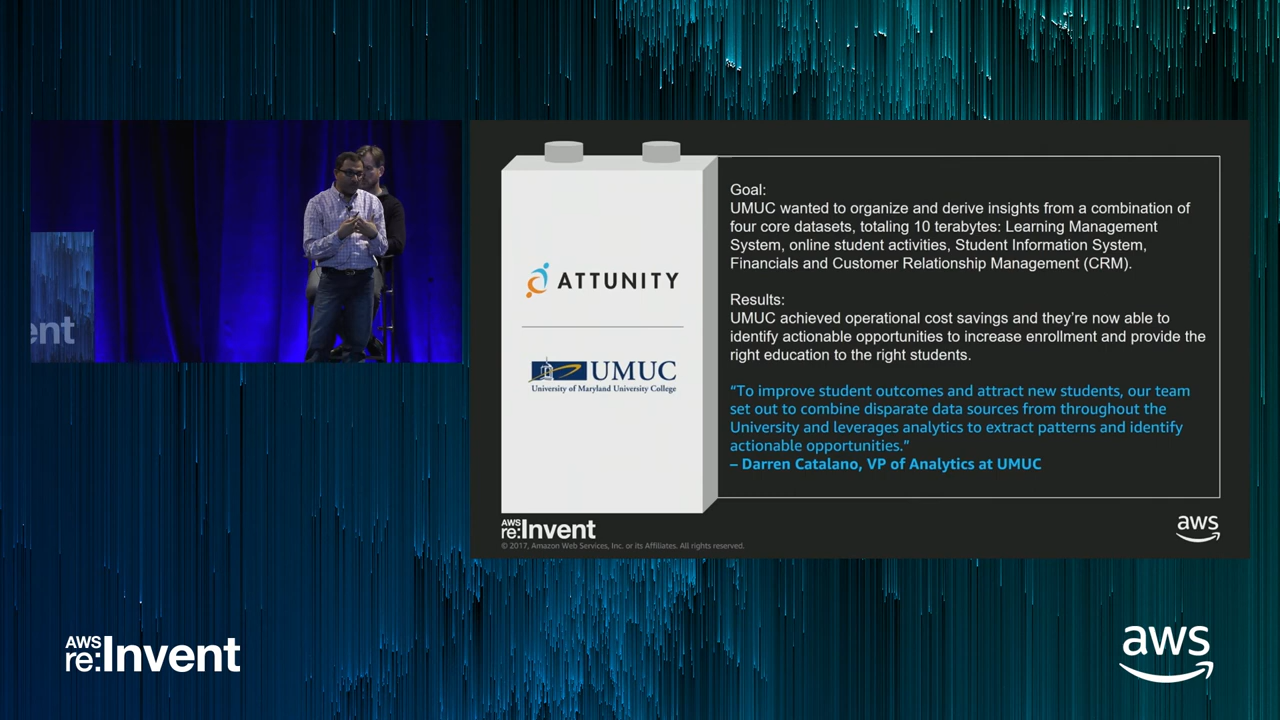 ent
ATTUNITY
UMUC
University of Maryland University College
Goal:
UMUC wanted to organize and derive insights from a combination of
four core datasets, totaling 10 terabytes: Learning Management
System, online student activities, Student Information System,
Financials and Customer Relationship Management (CRM).
Results:
UMUC achieved operational cost savings and they’re now able to
identify actionable opportunities to increase enrollment and provide the
right education to the right students.
“To improve student outcomes and attract new students, our team
set out to combine disparate data sources from throughout the
University and leverages analytics to extract patterns and identify
actionable opportunities.”
– Darren Catalano, VP of Analytics at UMUC
AWS
re:Invent
© 2017, Amazon Web Services, Inc. or its Affiliates. All rights reserved.
aws
AWS
re:Invent
aws